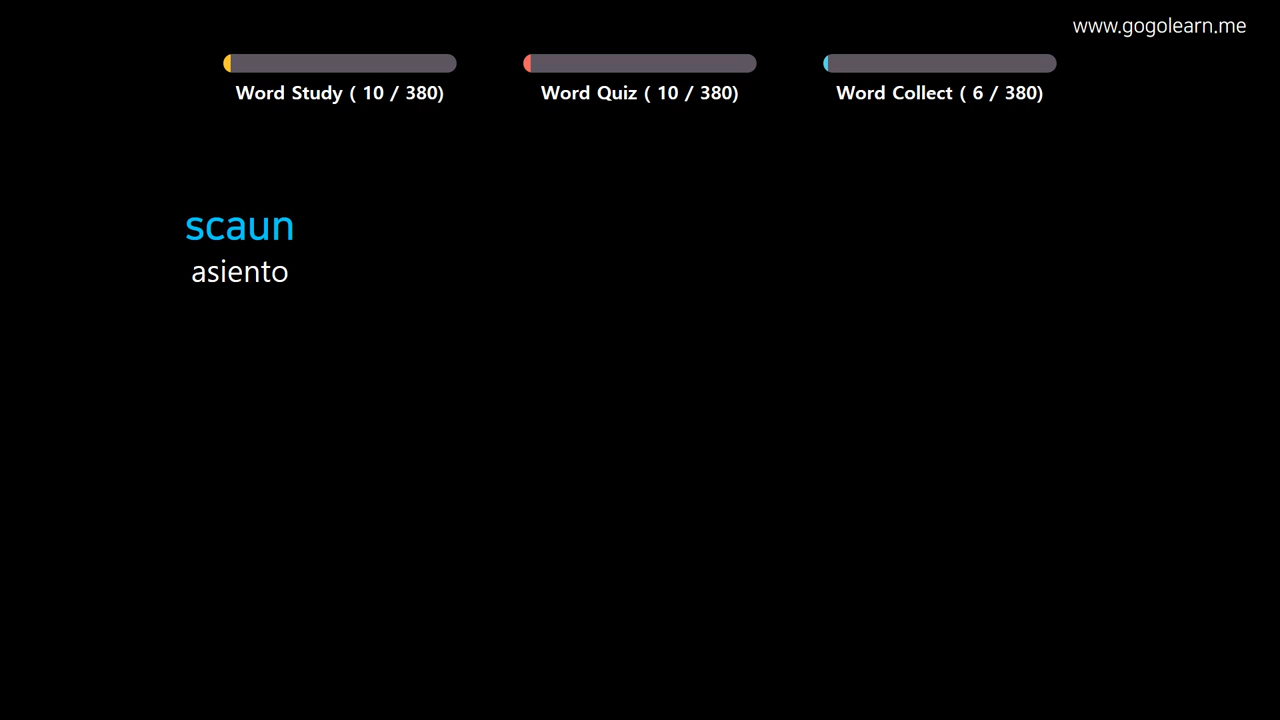 www.gogolearn.me
Word Study ( 10 / 380)
Word Quiz ( 10 / 380)
Word Collect ( 6 / 380)
scaun
asiento